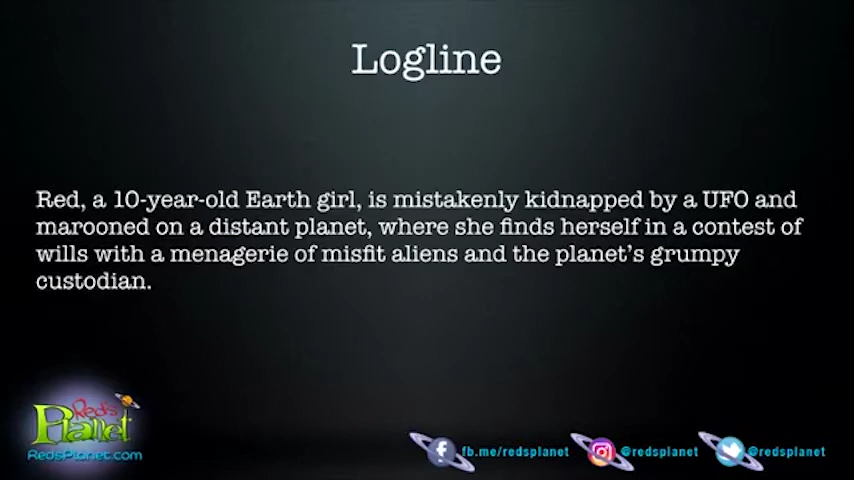 Logline
Red, a 10-year-old Earth girl, is mistakenly kidnapped by a UFO and
marooned on a distant planet, where she finds herself in a contest of
wills with a menagerie of misfit aliens and the planet's grumpy
custodian.
Red's
Planet
RedsPlanet.com
fb.me/redsplanet @redsplanet @redsplanet